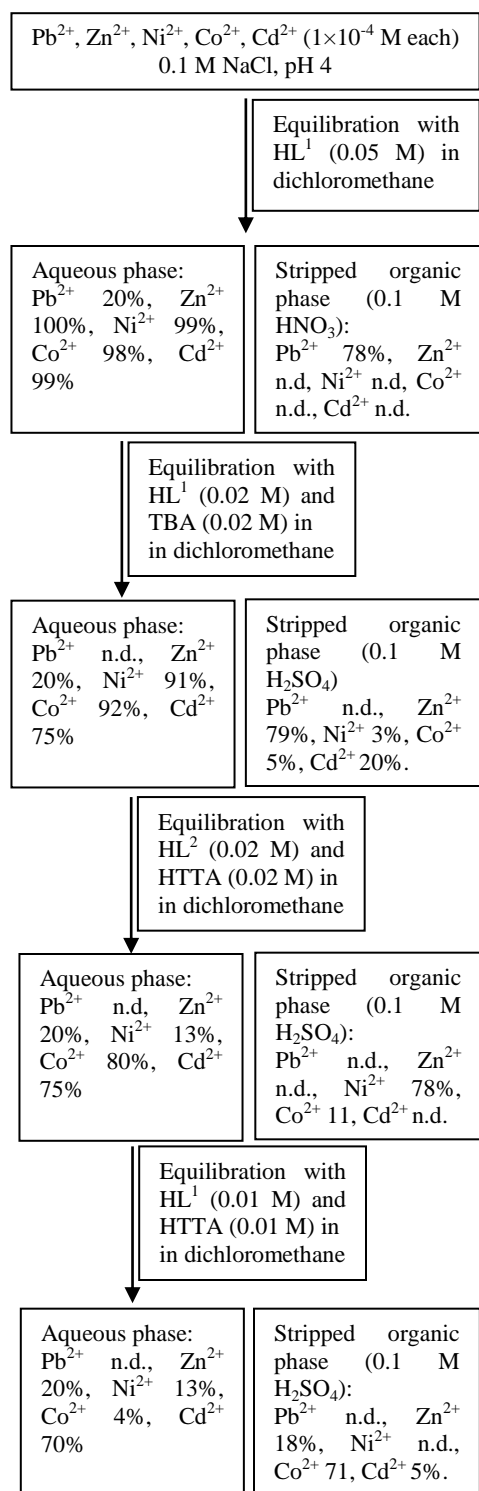 Pb²⁺, Zn²⁺, Ni²⁺, Co²⁺, Cd²⁺ (1×10⁻⁴ M each)
0.1 M NaCl, pH 4
Equilibration with
HL¹ (0.05 M) in
dichloromethane
Aqueous phase:
Pb²⁺ 20%, Zn²⁺
100%, Ni²⁺ 99%,
Co²⁺ 98%, Cd²⁺
99%
Stripped organic
phase (0.1 M
HNO₃):
Pb²⁺ 78%, Zn²⁺
n.d, Ni²⁺ n.d, Co²⁺
n.d., Cd²⁺ n.d.
Equilibration with
HL¹ (0.02 M) and
TBA (0.02 M) in
in dichloromethane
Aqueous phase:
Pb²⁺ n.d., Zn²⁺
20%, Ni²⁺ 91%,
Co²⁺ 92%, Cd²⁺
75%
Stripped organic
phase (0.1 M
H₂SO₄)
Pb²⁺ n.d., Zn²⁺
79%, Ni²⁺ 3%, Co²⁺
5%, Cd²⁺ 20%.
Equilibration with
HL² (0.02 M) and
HTTA (0.02 M) in
in dichloromethane
Aqueous phase:
Pb²⁺ n.d, Zn²⁺
20%, Ni²⁺ 13%,
Co²⁺ 80%, Cd²⁺
75%
Stripped organic
phase (0.1 M
H₂SO₄):
Pb²⁺ n.d., Zn²⁺
n.d., Ni²⁺ 78%,
Co²⁺ 11, Cd²⁺ n.d.
Equilibration with
HL¹ (0.01 M) and
HTTA (0.01 M) in
in dichloromethane
Aqueous phase:
Pb²⁺ n.d., Zn²⁺
20%, Ni²⁺ 13%,
Co²⁺ 4%, Cd²⁺
70%
Stripped organic
phase (0.1 M
H₂SO₄):
Pb²⁺ n.d., Zn²⁺
18%, Ni²⁺ n.d.,
Co²⁺ 71, Cd²⁺ 5%.